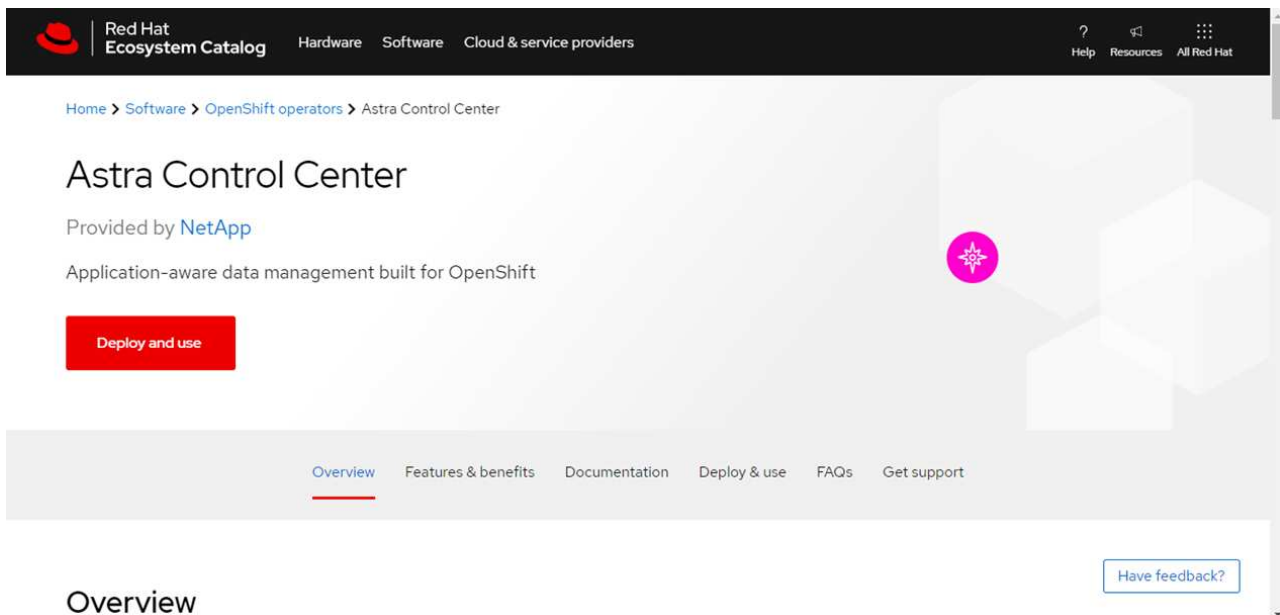 Red Hat
Ecosystem Catalog
Hardware Software Cloud & service providers
? Help Resources All Red Hat
Home > Software > OpenShift operators > Astra Control Center
Astra Control Center
Provided by NetApp
Application-aware data management built for OpenShift
Deploy and use
Overview Features & benefits Documentation Deploy & use FAQs Get support
Have feedback?
Overview